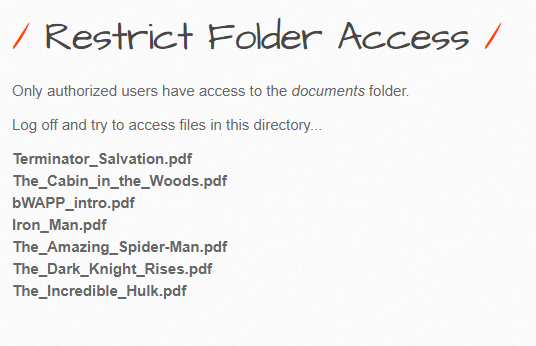 / Restrict Folder Access /
Only authorized users have access to the documents folder.
Log off and try to access files in this directory...
Terminator_Salvation.pdf
The_Cabin_in_the_Woods.pdf
bWAPP_intro.pdf
Iron_Man.pdf
The_Amazing_Spider-Man.pdf
The_Dark_Knight_Rises.pdf
The_Incredible_Hulk.pdf